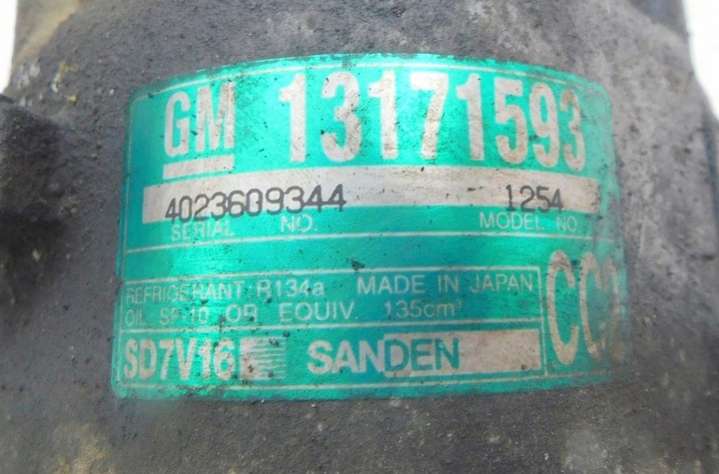 GM 13171593
4023609344 1254
SERIAL NO. MODEL NO.
REFRIGERANT: R134a MADE IN JAPAN
OIL SP-10 OR EQUIV. 135cm³
SD7V16 SANDEN